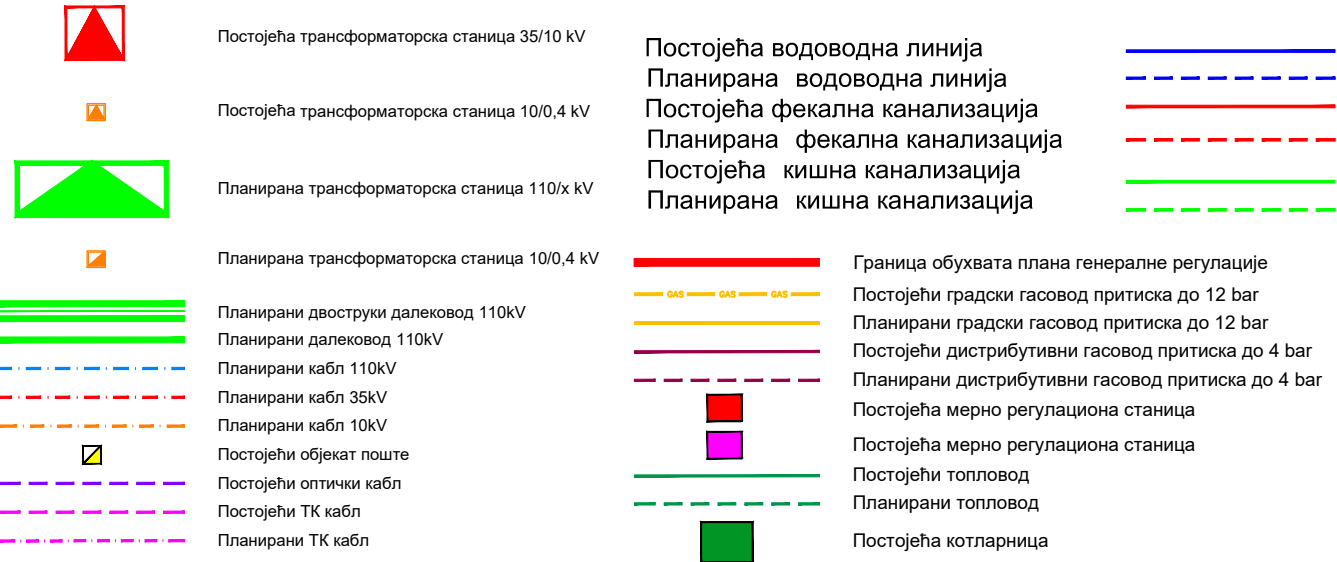 Постојећа трансформаторска станица 35/10 kV
Постојећа трансформаторска станица 10/0,4 kV
Планирана трансформаторска станица 110/x kV
Планирана трансформаторска станица 10/0,4 kV
Планирани двоструки далековод 110kV
Планирани далековод 110kV
Планирани кабл 110kV
Планирани кабл 35kV
Планирани кабл 10kV
Постојећи објекат поште
Постојећи оптички кабл
Постојећи ТК кабл
Планирани ТК кабл
Постојећа водоводна линија
Планирана водоводна линија
Постојећа фекална канализација
Планирана фекална канализација
Постојећа кишна канализација
Планирана кишна канализација
Граница обухвата плана генералне регулације
GAS GAS GAS Постојећи градски гасовод притиска до 12 bar
Планирани градски гасовод притиска до 12 bar
Постојећи дистрибутивни гасовод притиска до 4 bar
Планирани дистрибутивни гасовод притиска до 4 bar
Постојећа мерно регулациона станица
Постојећа мерно регулациона станица
Постојећи топловод
Планирани топловод
Постојећа котларница